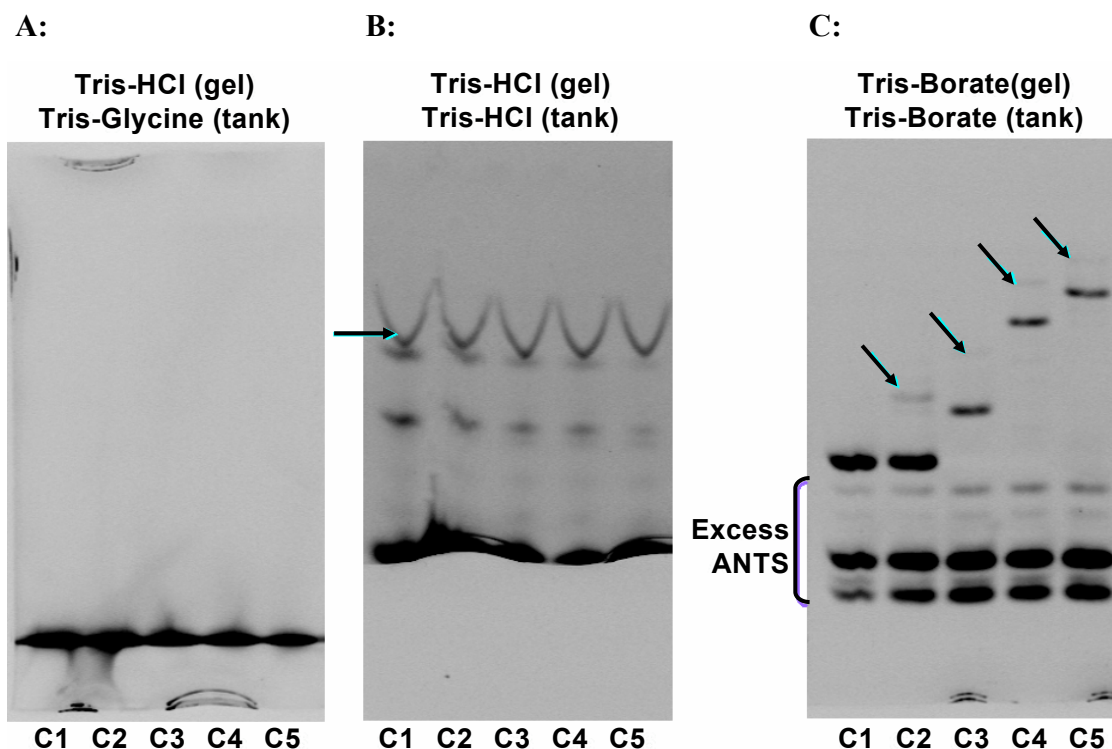 A:
Tris-HCl (gel)
Tris-Glycine (tank)
C1 C2 C3 C4 C5
B:
Tris-HCl (gel)
Tris-HCl (tank)
C1 C2 C3 C4 C5
C:
Tris-Borate(gel)
Tris-Borate (tank)
Excess
ANTS
C1 C2 C3 C4 C5